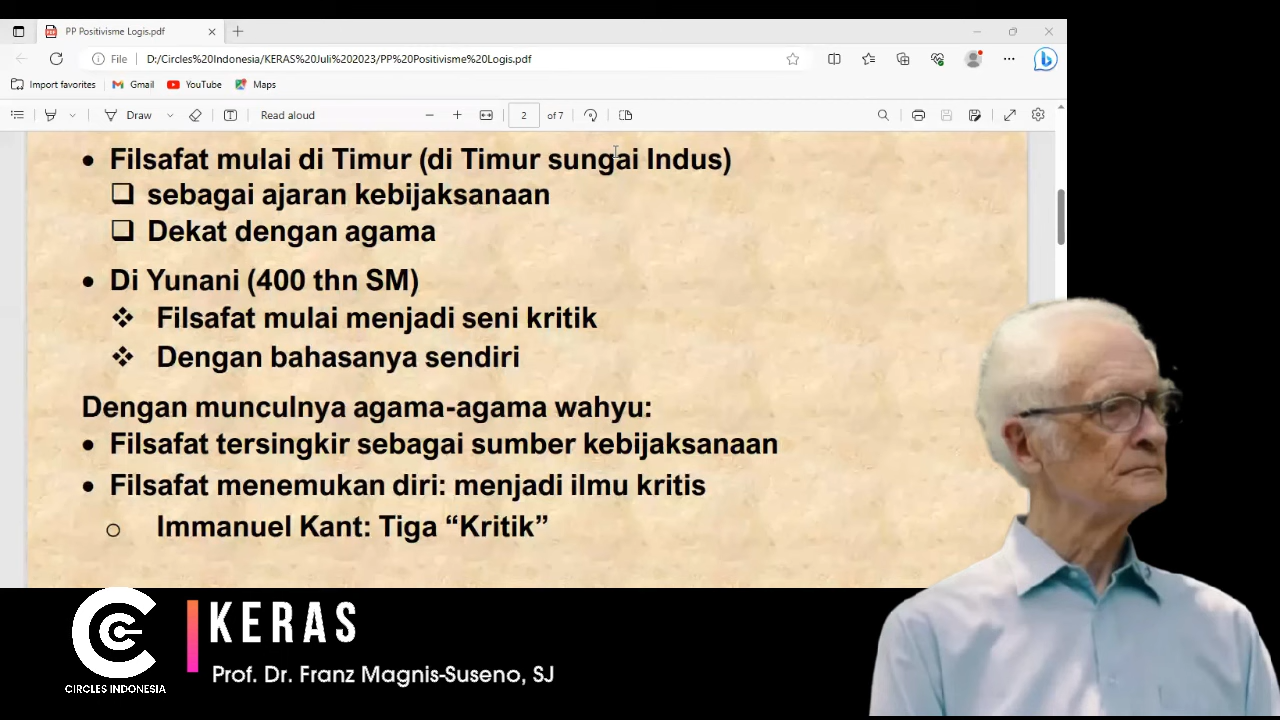 PP Positivisme Logis.pdf
File D:/Circles%20Indonesia/KERAS%20Juli%202023/PP%20Positivisme%20Logis.pdf
Import favorites Gmail YouTube Maps
Draw Read aloud 2 of 7
• Filsafat mulai di Timur (di Timur sungai Indus)
❑ sebagai ajaran kebijaksanaan
❑ Dekat dengan agama
• Di Yunani (400 thn SM)
❖ Filsafat mulai menjadi seni kritik
❖ Dengan bahasanya sendiri
Dengan munculnya agama-agama wahyu:
• Filsafat tersingkir sebagai sumber kebijaksanaan
• Filsafat menemukan diri: menjadi ilmu kritis
o Immanuel Kant: Tiga “Kritik”
CIRCLES INDONESIA
KERAS
Prof. Dr. Franz Magnis-Suseno, SJ